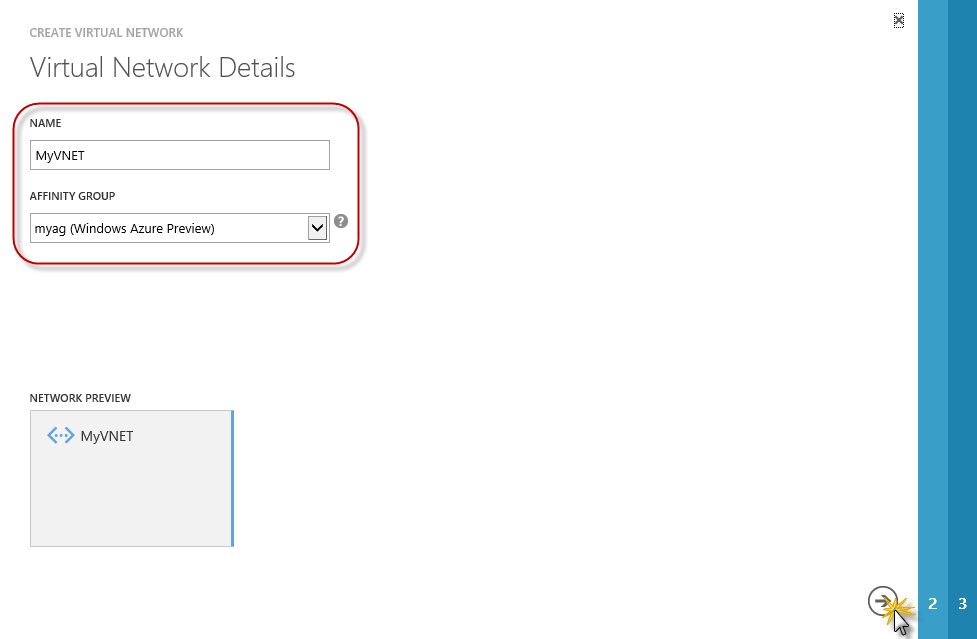 CREATE VIRTUAL NETWORK
Virtual Network Details
NAME
MyVNET
AFFINITY GROUP
myag (Windows Azure Preview)
?
NETWORK PREVIEW
MyVNET
2 3